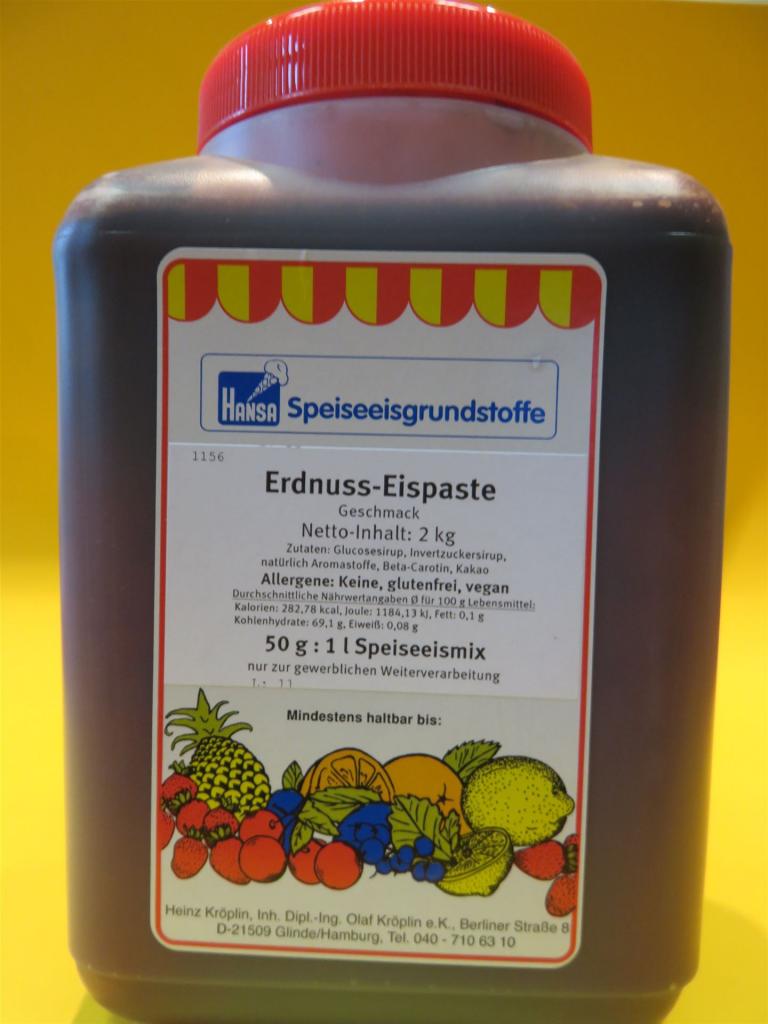 HANSA Speiseeisgrundstoffe
1156
Erdnuss-Eispaste
Geschmack
Netto-Inhalt: 2 kg
Zutaten: Glucosesirup, Invertzuckersirup,
natürlich Aromastoffe, Beta-Carotin, Kakao
Allergene: Keine, glutenfrei, vegan
Durchschnittliche Nährwertangaben Ø für 100 g Lebensmittel:
Kalorien: 282,78 kcal, Joule: 1184,13 kJ, Fett: 0,1 g
Kohlenhydrate: 69,1 g, Eiweiß: 0,08 g
50 g : 1 l Speiseeismix
nur zur gewerblichen Weiterverarbeitung
Mindestens haltbar bis:
Heinz Kröplin, Inh. Dipl.-Ing. Olaf Kröplin e.K., Berliner Straße 8
D-21509 Glinde/Hamburg, Tel. 040 - 710 63 10